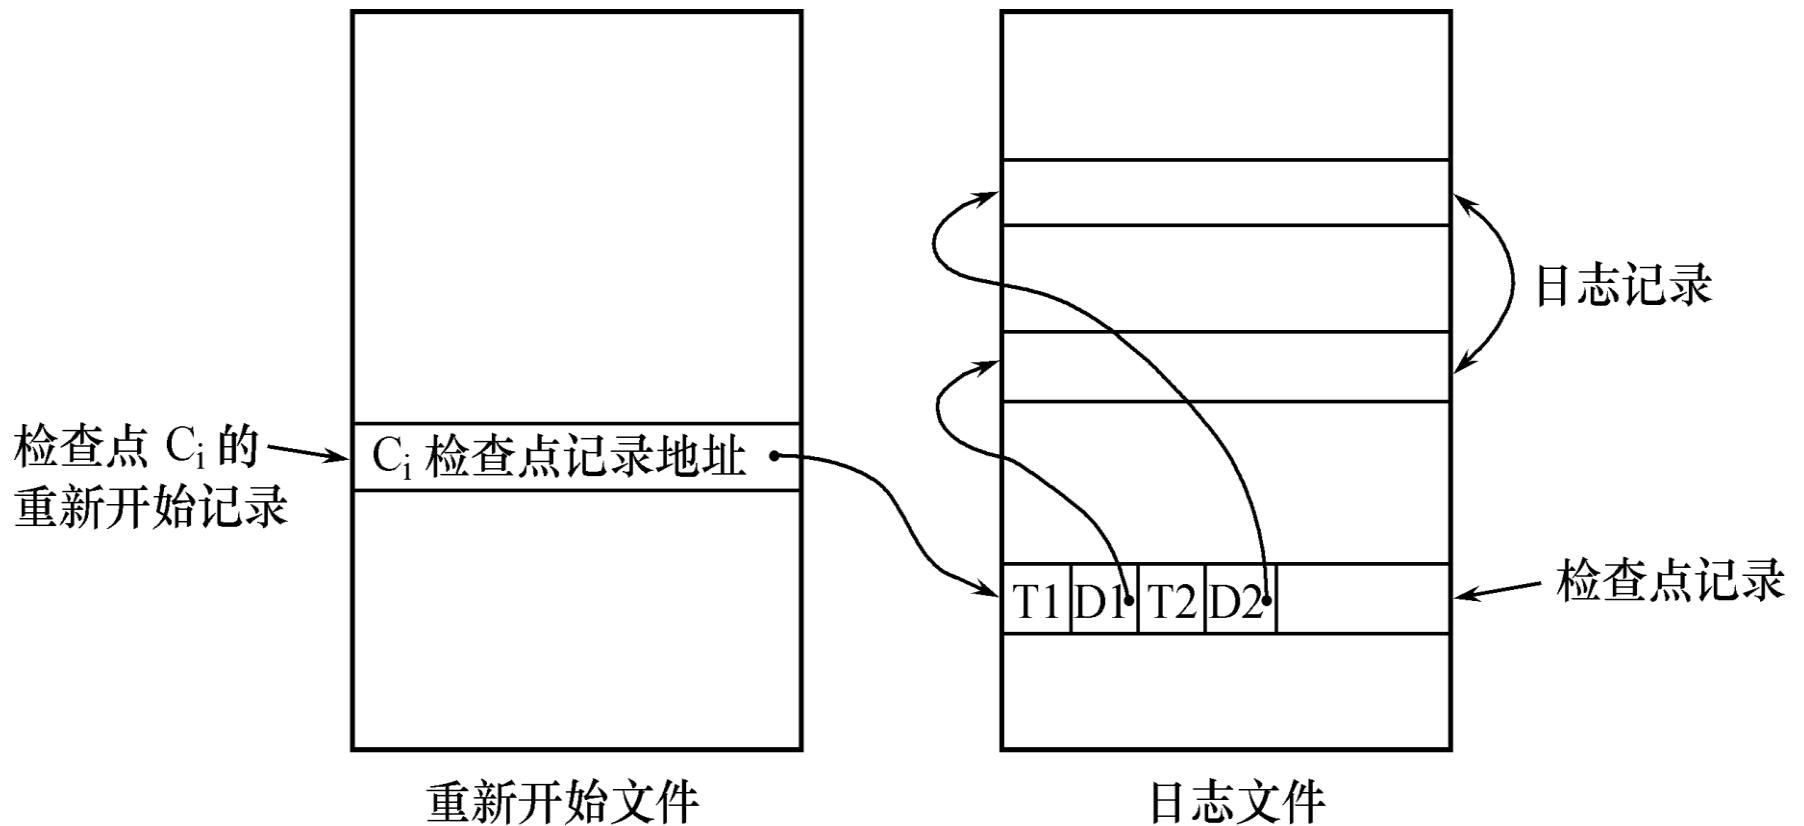 检查点 Ci 的
重新开始记录
Ci 检查点记录地址
重新开始文件
日志记录
T1 D1 T2 D2
检查点记录
日志文件